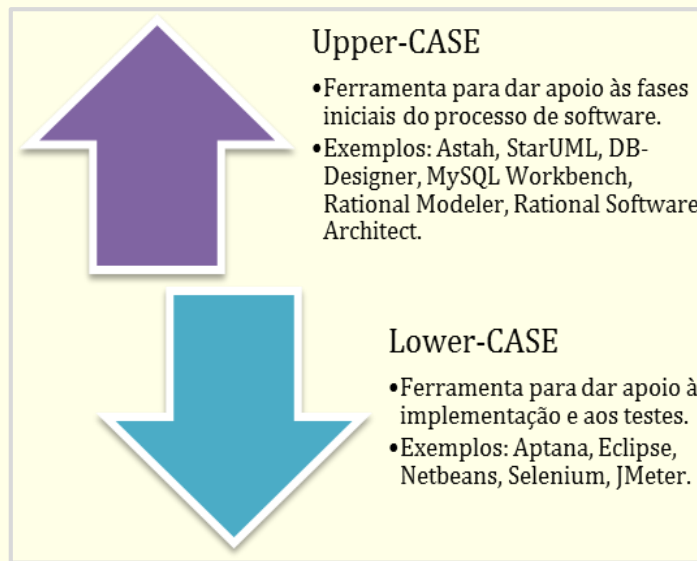 Upper-CASE
•Ferramenta para dar apoio às fases
iniciais do processo de software.
•Exemplos: Astah, StarUML, DB-
Designer, MySQL Workbench,
Rational Modeler, Rational Software
Architect.
Lower-CASE
•Ferramenta para dar apoio à
implementação e aos testes.
•Exemplos: Aptana, Eclipse,
Netbeans, Selenium, JMeter.